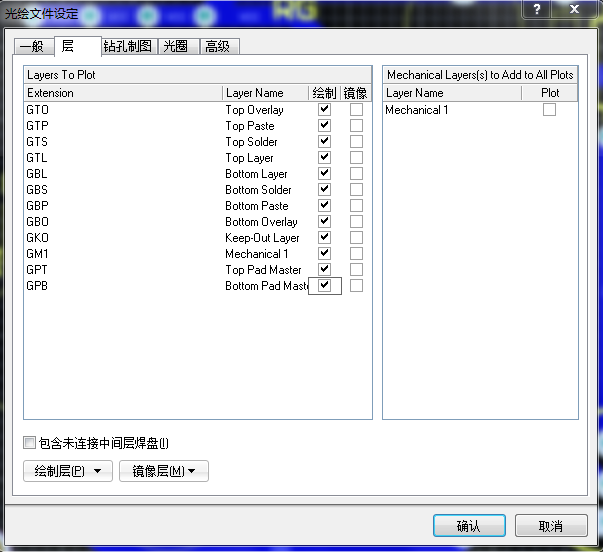 光绘文件设定
RG
一般 层 钻孔制图 光圈 高级
Layers To Plot
Extension Layer Name 绘制 镜像
GTO Top Overlay
GTP Top Paste
GTS Top Solder
GTL Top Layer
GBL Bottom Layer
GBS Bottom Solder
GBP Bottom Paste
GBO Bottom Overlay
GKO Keep-Out Layer
GM1 Mechanical 1
GPT Top Pad Master
GPB Bottom Pad Maste
Mechanical Layers(s) to Add to All Plots
Layer Name Plot
Mechanical 1
包含未连接中间层焊盘(I)
绘制层(P) 镜像层(M)
确认 取消